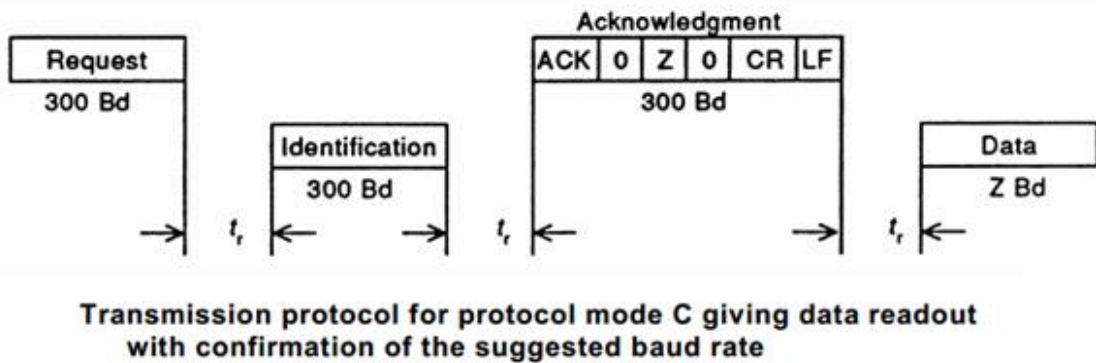 Acknowledgment
Request
ACK 0 Z 0 CR LF
300 Bd
300 Bd
Identification
Data
300 Bd
Z Bd
tr
tr
tr
Transmission protocol for protocol mode C giving data readout
with confirmation of the suggested baud rate